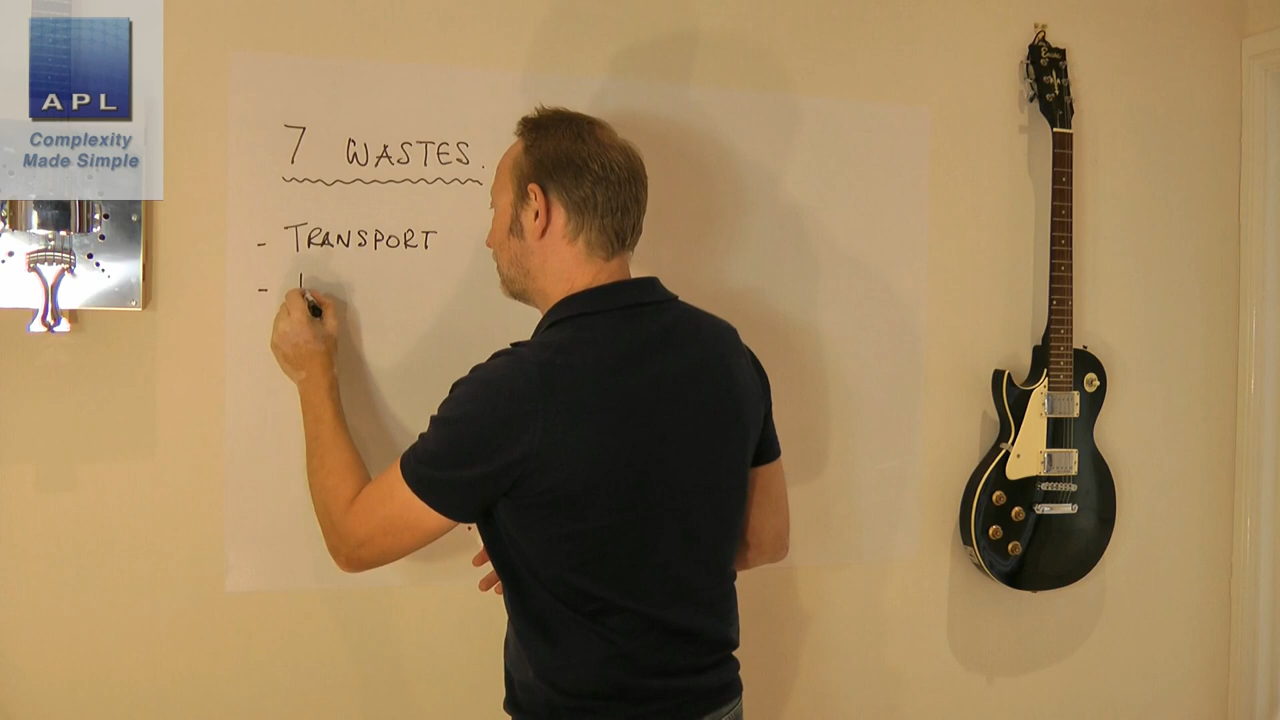 APL
Complexity
Made Simple
7 WASTES.
- TRANSPORT
-